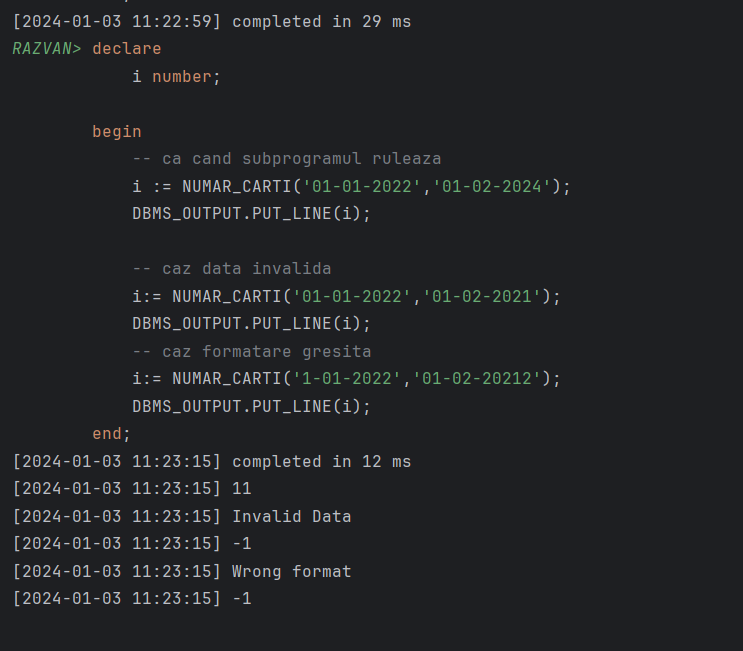 [2024-01-03 11:22:59] completed in 29 ms
RAZVAN> declare
            i number;
        begin
            -- ca cand subprogramul ruleaza
            i := NUMAR_CARTI('01-01-2022','01-02-2024');
            DBMS_OUTPUT.PUT_LINE(i);
            -- caz data invalida
            i:= NUMAR_CARTI('01-01-2022','01-02-2021');
            DBMS_OUTPUT.PUT_LINE(i);
            -- caz formatare gresita
            i:= NUMAR_CARTI('1-01-2022','01-02-20212');
            DBMS_OUTPUT.PUT_LINE(i);
        end;
[2024-01-03 11:23:15] completed in 12 ms
[2024-01-03 11:23:15] 11
[2024-01-03 11:23:15] Invalid Data
[2024-01-03 11:23:15] -1
[2024-01-03 11:23:15] Wrong format
[2024-01-03 11:23:15] -1